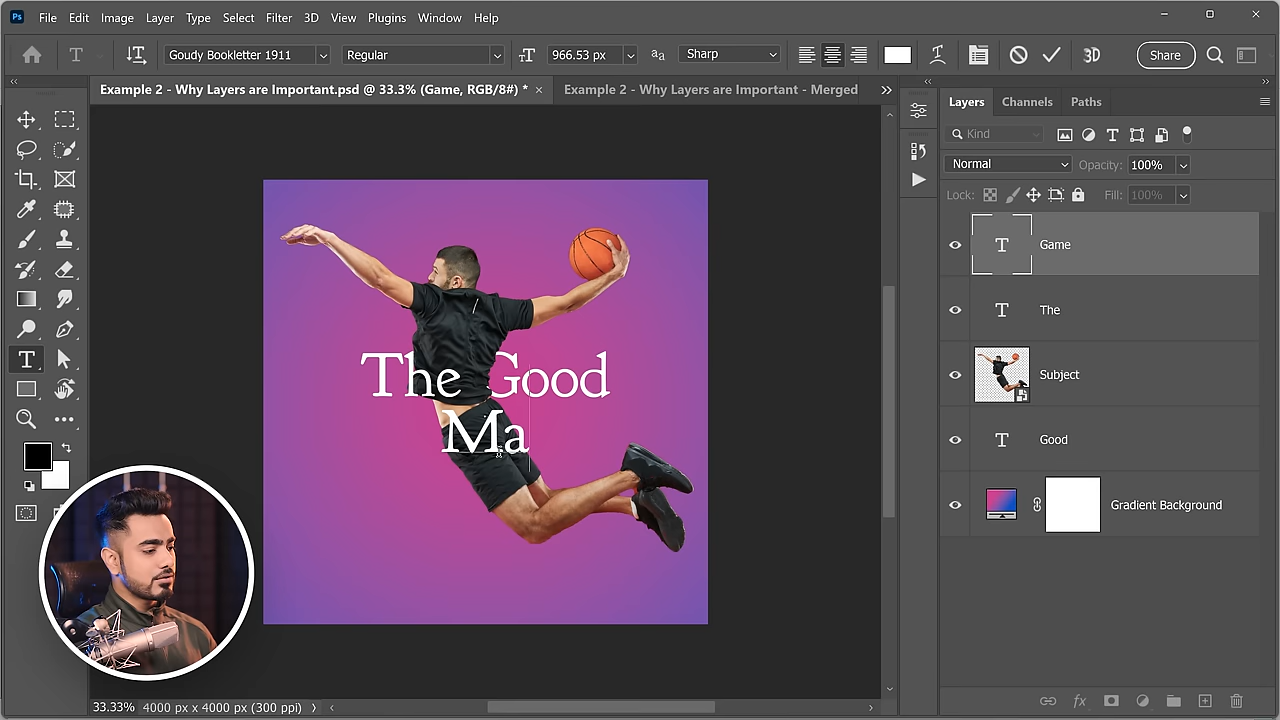 Ps File Edit Image Layer Type Select Filter 3D View Plugins Window Help
T Goudy Bookletter 1911 Regular 966.53 px Sharp 3D Share
Example 2 - Why Layers are Important.psd @ 33.3% (Game, RGB/8#) * × Example 2 - Why Layers are Important - Merged
Layers Channels Paths
Kind
Normal Opacity: 100%
Lock: Fill: 100%
T Game
T The
Subject
T Good
Gradient Background
The Good
Ma
33.33% 4000 px x 4000 px (300 ppi)